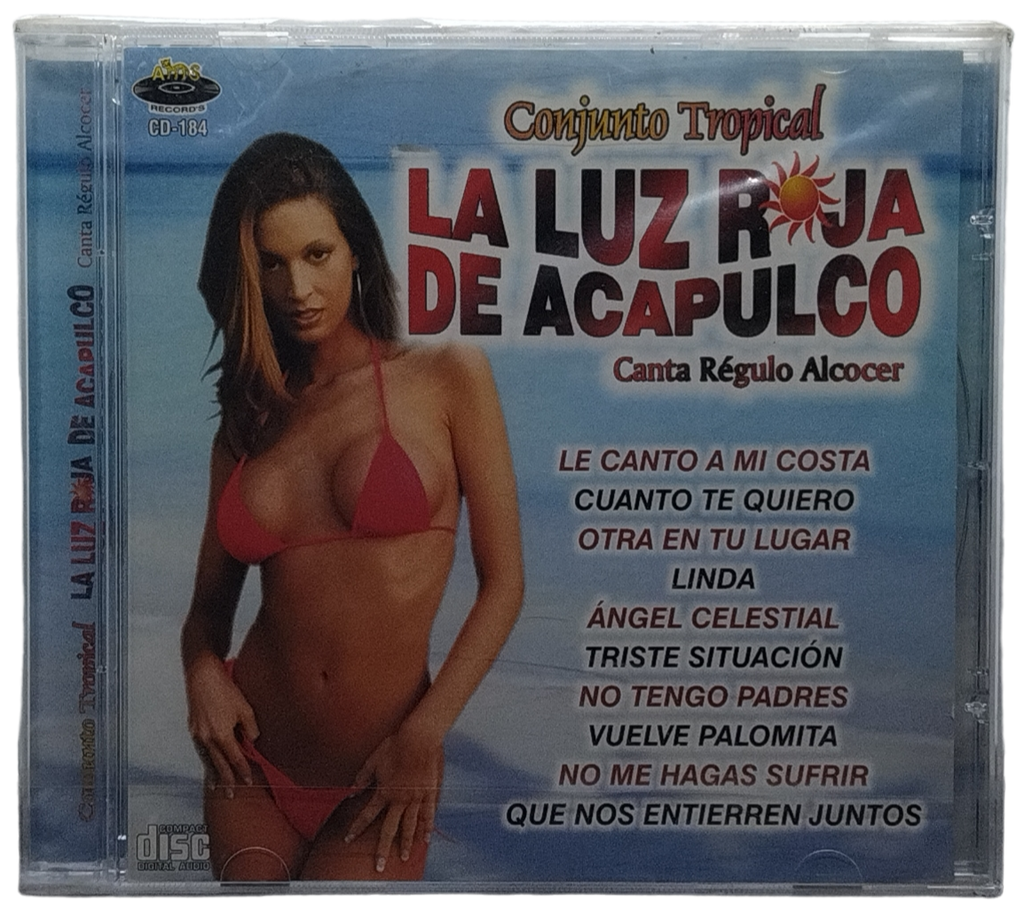 AMS
RECORD'S
CD-184
Conjunto Tropical
LA LUZ ROJA
DE ACAPULCO
Canta Régulo Alcocer
LE CANTO A MI COSTA
CUANTO TE QUIERO
OTRA EN TU LUGAR
LINDA
ÁNGEL CELESTIAL
TRISTE SITUACIÓN
NO TENGO PADRES
VUELVE PALOMITA
NO ME HAGAS SUFRIR
QUE NOS ENTIERREN JUNTOS
COMPACT
disc
DIGITAL AUDIO
Conjunto Tropical LA LUZ ROJA DE ACAPULCO Canta Régulo Alcocer